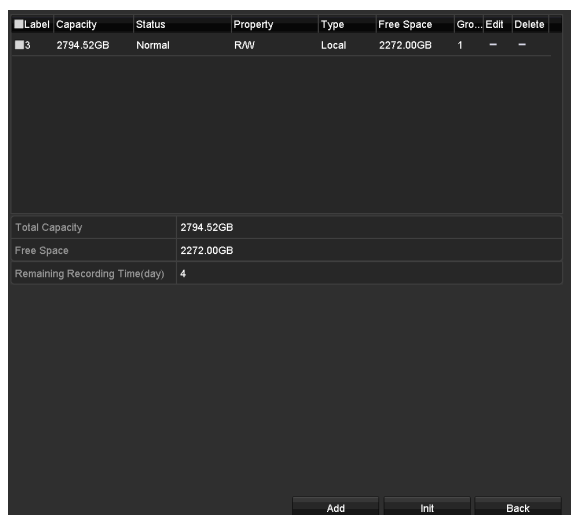 Label Capacity Status Property Type Free Space Gro... Edit Delete
3 2794.52GB Normal R/W Local 2272.00GB 1 – –
Total Capacity 2794.52GB
Free Space 2272.00GB
Remaining Recording Time(day) 4
Add Init Back